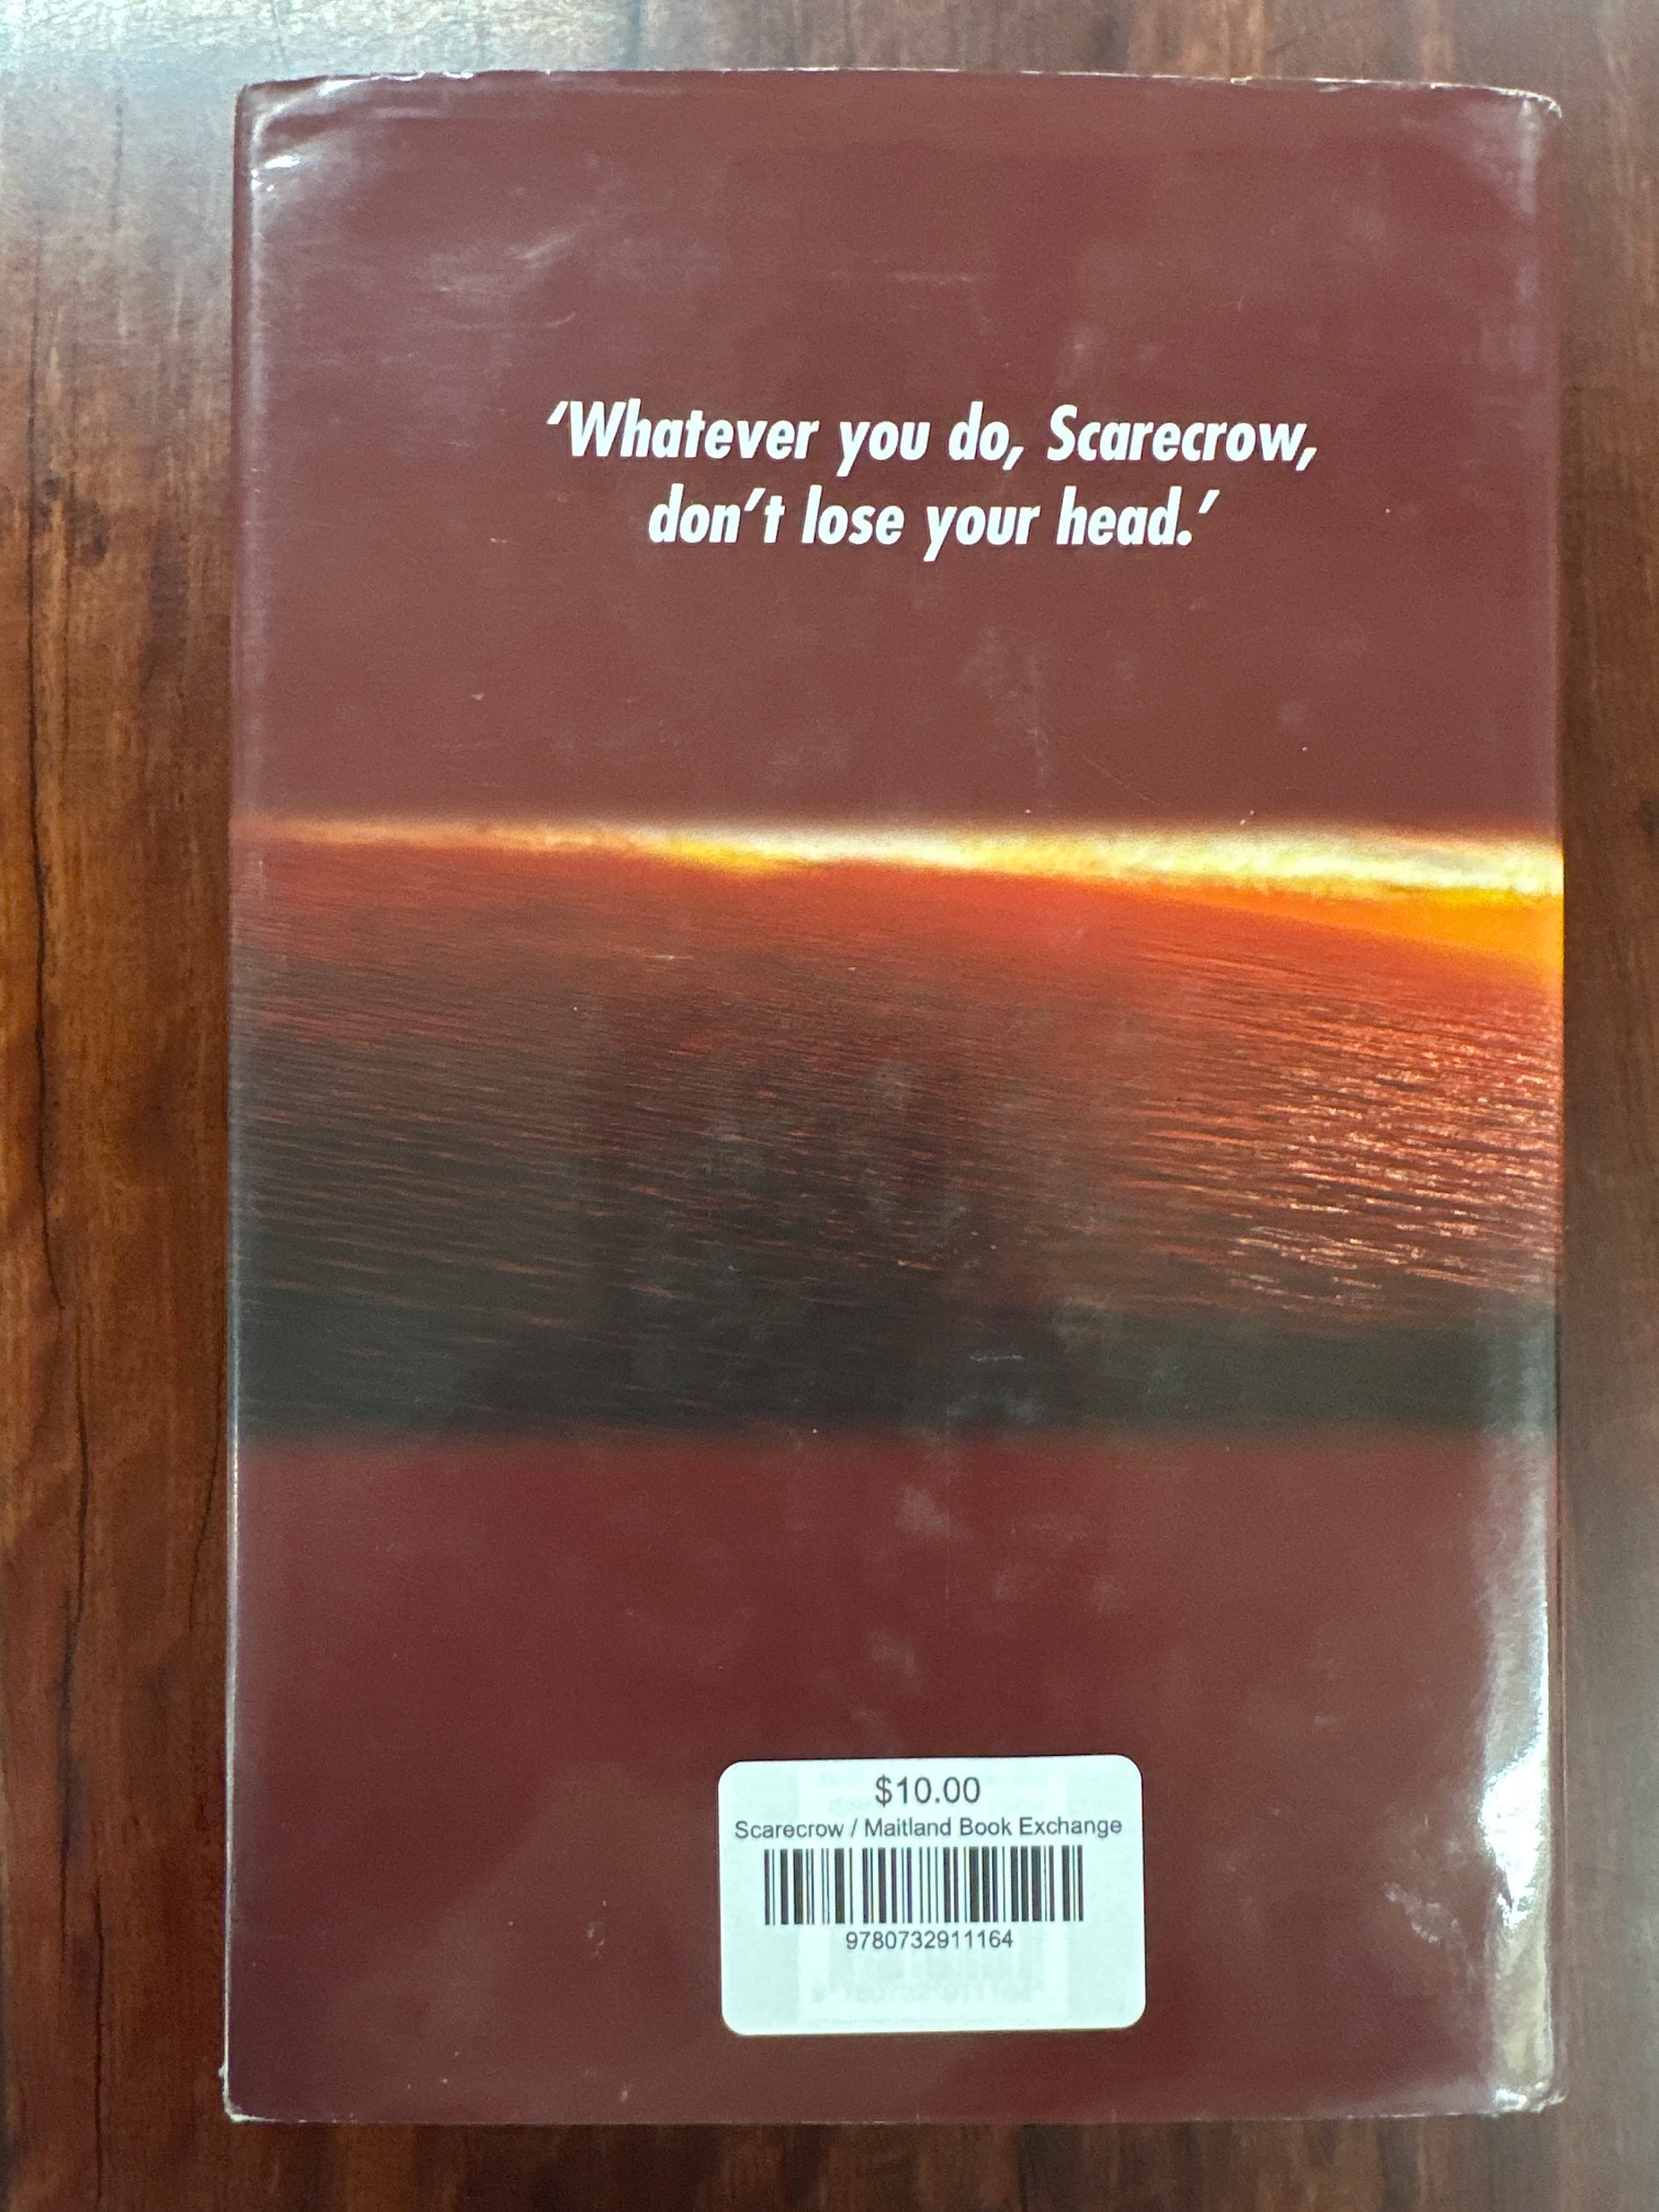 ‘Whatever you do, Scarecrow,
don’t lose your head.’
$10.00
Scarecrow / Maitland Book Exchange
9780732911164